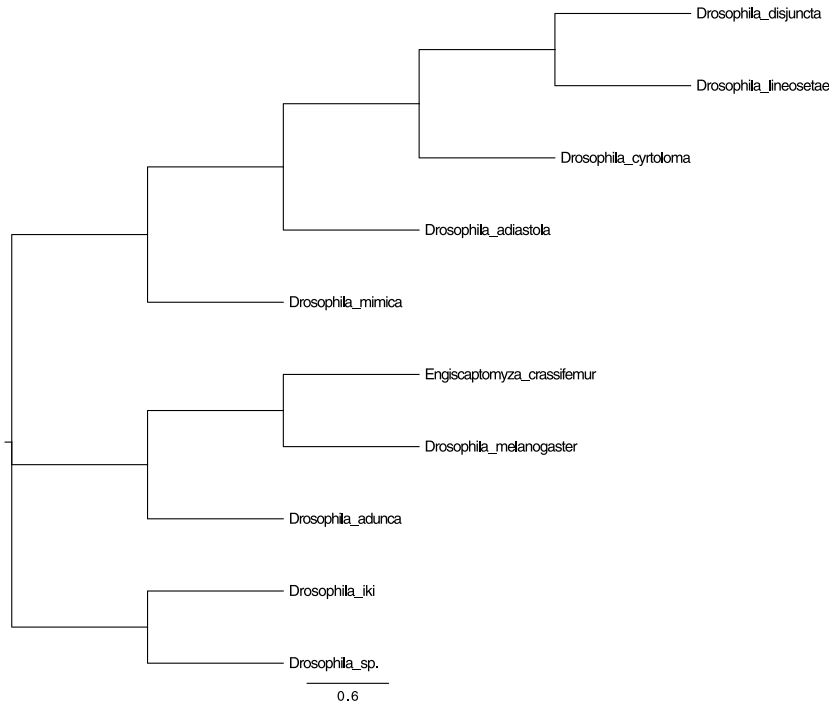 Drosophila_disjuncta
Drosophila_lineosetae
Drosophila_cyrtoloma
Drosophila_adiastola
Drosophila_mimica
Engiscaptomyza_crassifemur
Drosophila_melanogaster
Drosophila_adunca
Drosophila_iki
Drosophila_sp.
0.6